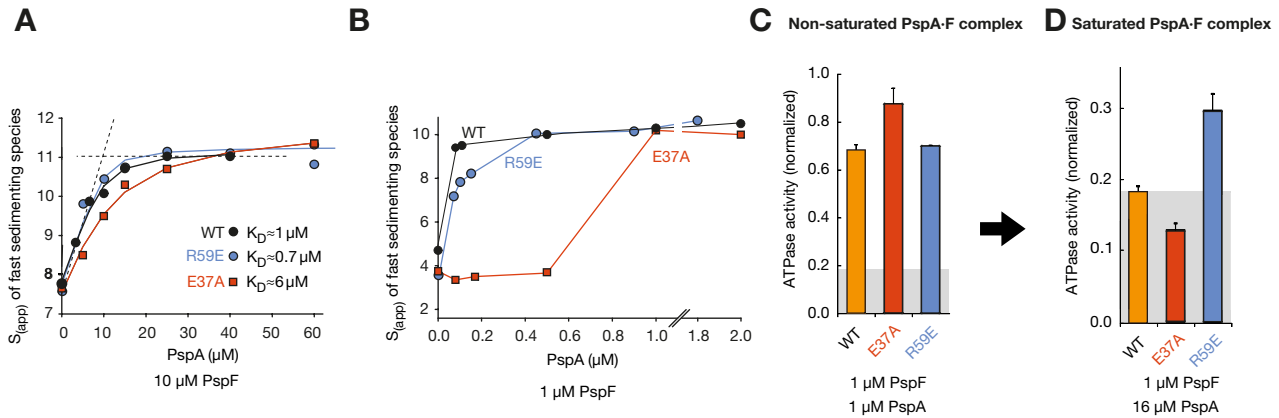 A
S(app) of fast sedimenting species
12
11
10
9
8
7
0
10
20
30
40
50
60
WT K_D≈1 µM
R59E K_D≈0.7 µM
E37A K_D≈6 µM
PspA (µM)
10 µM PspF
B
S(app) of fast sedimenting species
10
8
6
4
2
0.0
0.2
0.4
0.6
0.8
1.0
1.8
2.0
WT
R59E
E37A
PspA (µM)
1 µM PspF
C Non-saturated PspA·F complex
ATPase activity (normalized)
1.0
0.8
0.6
0.4
0.2
0.0
WT
E37A
R59E
1 µM PspF
1 µM PspA
D Saturated PspA·F complex
ATPase activity (normalized)
0.3
0.2
0.1
0.0
WT
E37A
R59E
1 µM PspF
16 µM PspA